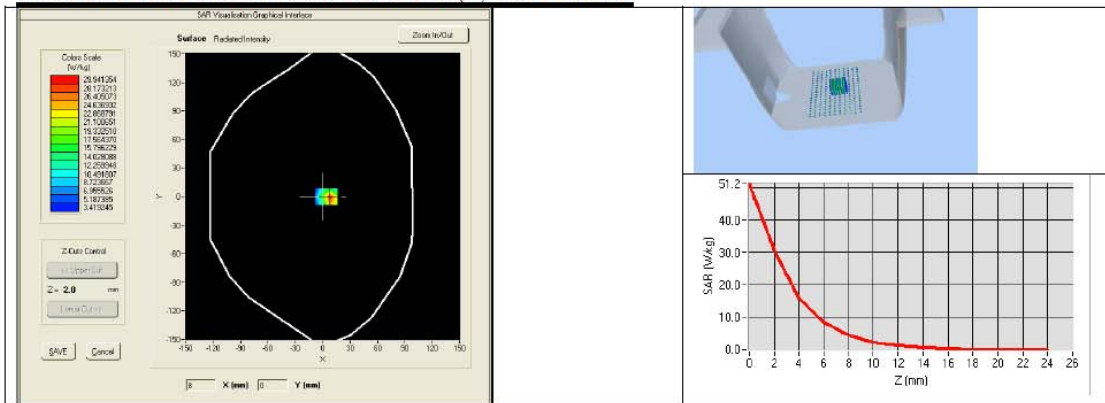 SAR Visualisation Graphical Interface
Surface Radiated Intensity
Zoom In/Out
Colors Scale
(W/kg)
29.941354
28.173213
26.405073
24.636932
22.868791
21.100651
19.332510
17.564370
15.796229
14.028088
12.259948
10.491807
8.723667
6.955526
5.187385
3.419245
150
120
90
60
30
0
-30
-60
-90
-120
-150
Y
-150 -120 -90 -60 -30 0 30 60 90 120 150
X
Z-Cuts Control
<< Upper Cut
Z = 2.0 mm
SAVE Cancel
8 X (mm) 0 Y (mm)
51.2
40.0
30.0
20.0
10.0
0.0
SAR (W/kg)
0 2 4 6 8 10 12 14 16 18 20 22 24 26
Z (mm)